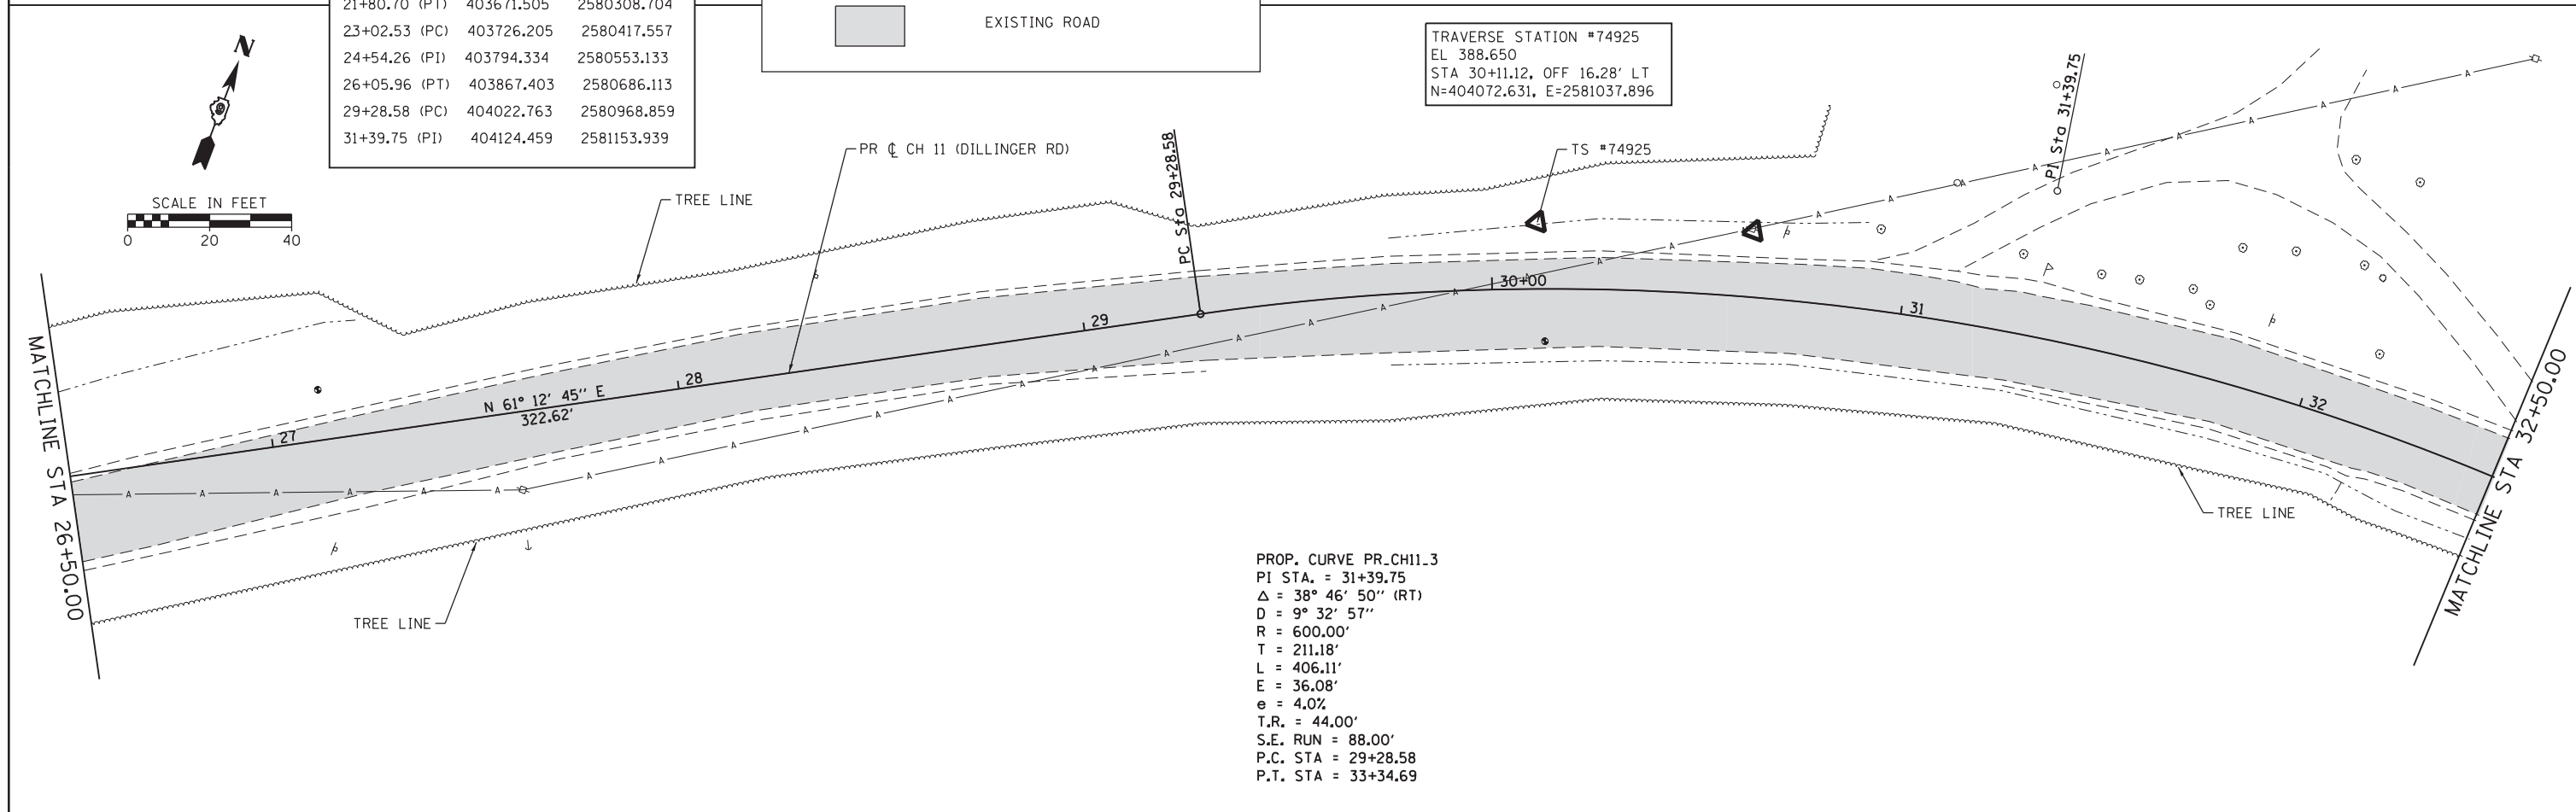 21+80.70 (PT) 403671.505 2580308.704
23+02.53 (PC) 403726.205 2580417.557
24+54.26 (PI) 403794.334 2580553.133
26+05.96 (PT) 403867.403 2580686.113
29+28.58 (PC) 404022.763 2580968.859
31+39.75 (PI) 404124.459 2581153.939
EXISTING ROAD
TRAVERSE STATION #74925
EL 388.650
STA 30+11.12, OFF 16.28' LT
N=404072.631, E=2581037.896
N
SCALE IN FEET
0 20 40
TREE LINE
PR ℄ CH 11 (DILLINGER RD)
PC Sta 29+28.58
TS #74925
PI Sta 31+39.75
MATCHLINE STA 26+50.00
27
N 61° 12' 45'' E
322.62'
28
29
30+00
31
32
MATCHLINE STA 32+50.00
A A A A A A A A A A A A A A A A A A A A A A A A A A A A A A A A A
TREE LINE
TREE LINE
PROP. CURVE PR_CH11_3
PI STA. = 31+39.75
Δ = 38° 46' 50'' (RT)
D = 9° 32' 57''
R = 600.00'
T = 211.18'
L = 406.11'
E = 36.08'
e = 4.0%
T.R. = 44.00'
S.E. RUN = 88.00'
P.C. STA = 29+28.58
P.T. STA = 33+34.69